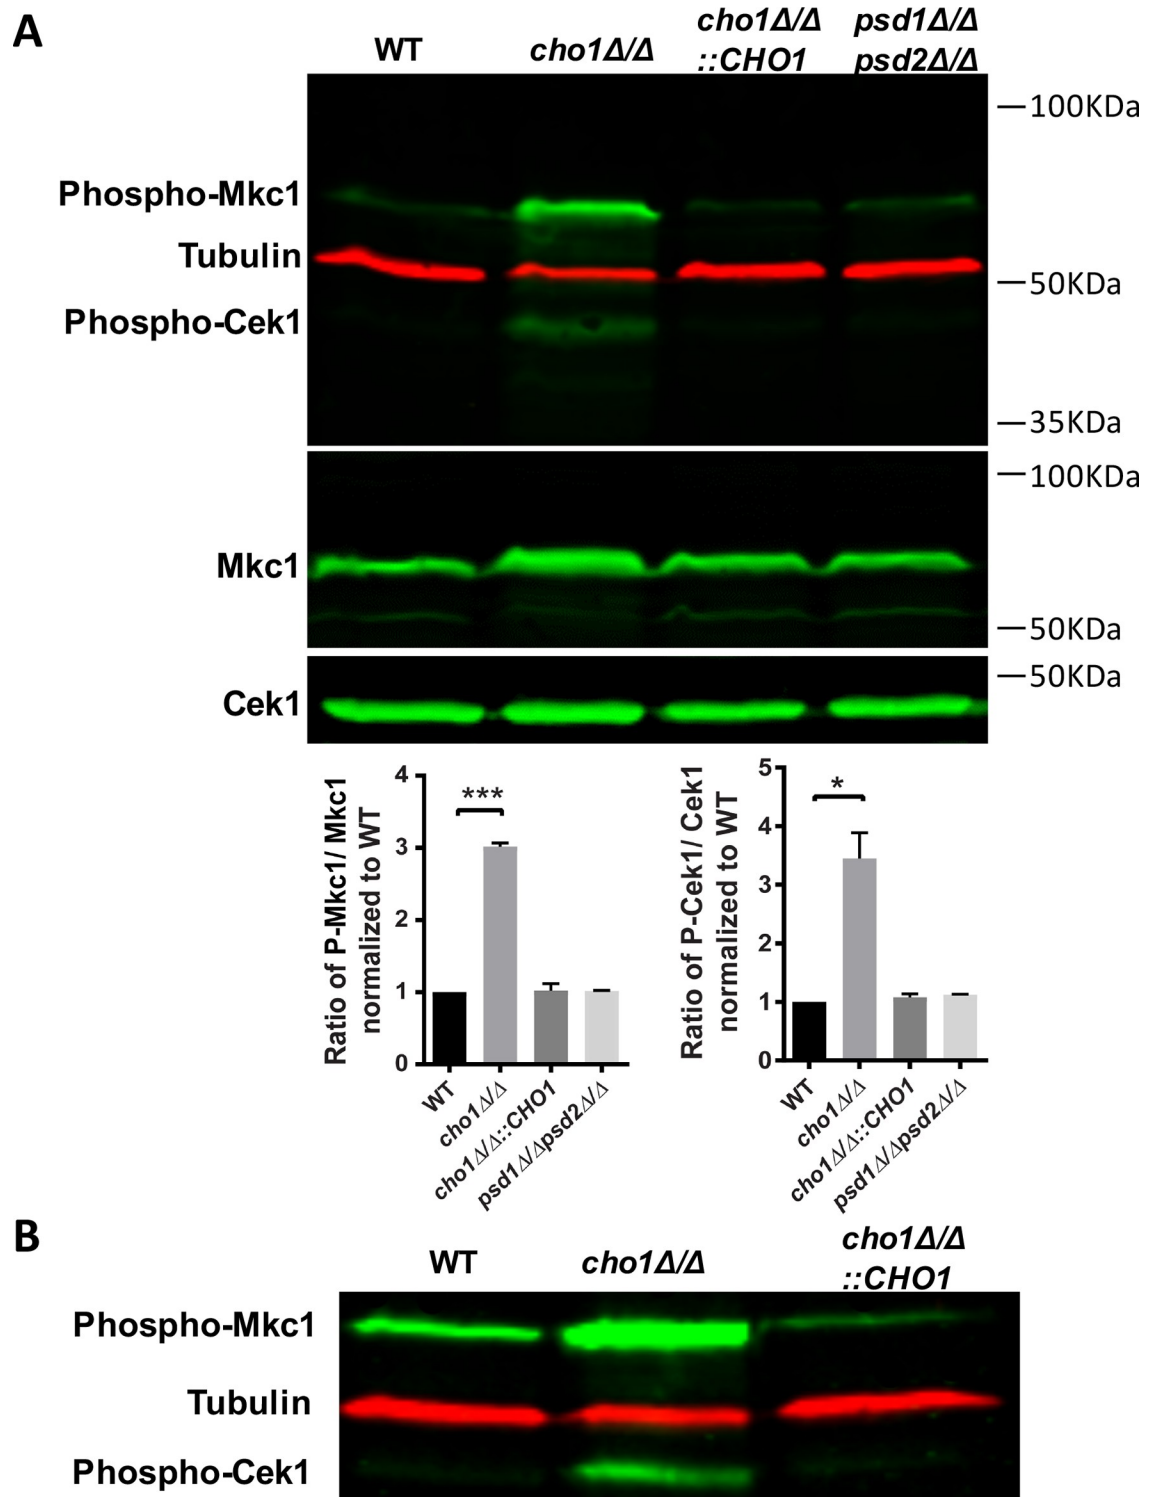 A
WT
cho1Δ/Δ
cho1Δ/Δ
::CHO1
psd1Δ/Δ
psd2Δ/Δ
100KDa
Phospho-Mkc1
Tubulin
50KDa
Phospho-Cek1
35KDa
100KDa
Mkc1
50KDa
50KDa
Cek1
Ratio of P-Mkc1/ Mkc1
normalized to WT
4
3
2
1
0
***
WT
cho1Δ/Δ
cho1Δ/Δ::CHO1
psd1Δ/Δpsd2Δ/Δ
Ratio of P-Cek1/ Cek1
normalized to WT
5
4
3
2
1
0
*
WT
cho1Δ/Δ
cho1Δ/Δ::CHO1
psd1Δ/Δpsd2Δ/Δ
B
WT
cho1Δ/Δ
cho1Δ/Δ
::CHO1
Phospho-Mkc1
Tubulin
Phospho-Cek1